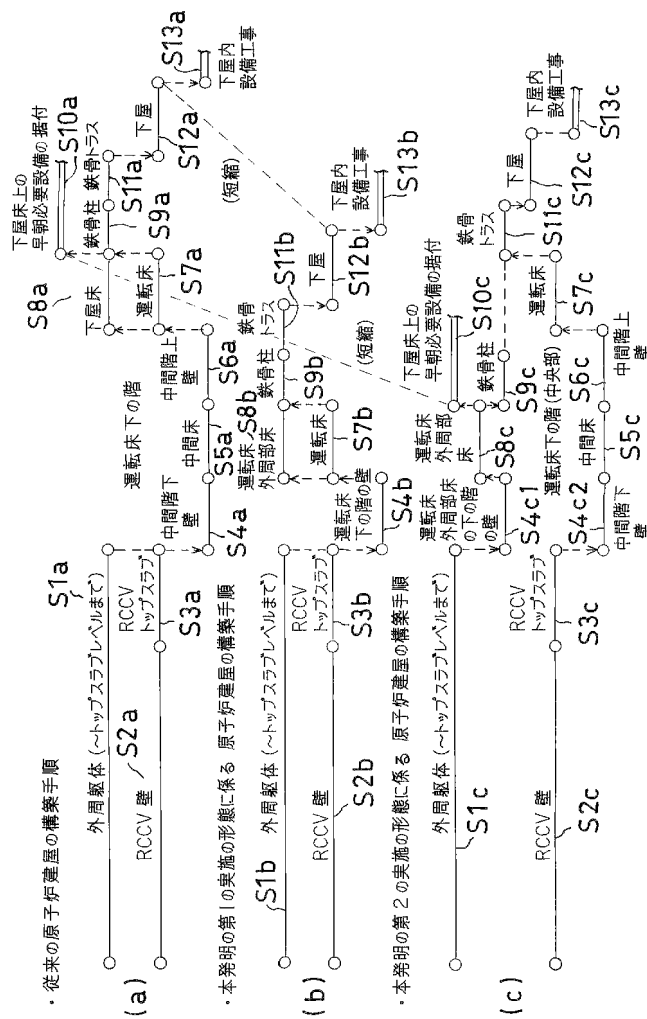 ・従来の原子炉建屋の構築手順
(a)
S1a
外周躯体(〜トップスラブレベルまで)
S2a
RCCV 壁
RCCV
トップスラブ
S3a
運転床下の階
中間階下
壁
S4a
中間床
S5a
中間階上
壁
S6a
運転床
S7a
S8a
下屋床
鉄骨柱
S9a
下屋床上の
早朝必要設備の据付
S10a
鉄骨トラス
S11a
下屋
S12a
下屋内
設備工事
S13a
(短縮)
・本発明の第1の実施の形態に係る 原子炉建屋の構築手順
(b)
S1b
外周躯体(〜トップスラブレベルまで)
RCCV 壁
S2b
RCCV
トップスラブ
S3b
運転床
下の階の壁
S4b
運転床
外周部床
S8b
運転床
S7b
鉄骨柱
S9b
鉄骨
トラス
S11b
下屋
S12b
下屋内
設備工事
S13b
(短縮)
・本発明の第2の実施の形態に係る 原子炉建屋の構築手順
(c)
外周躯体(〜トップスラブレベルまで)
S1c
RCCV 壁
S2c
RCCV
トップスラブ
S3c
運転床
外周部床
の下の階
の壁
S4c1
運転床
外周部
床
S8c
下屋床上の
早朝必要設備の据付
S10c
鉄骨柱
S9c
運転床下の階(中央部)
S4c2
中間階下
壁
中間床
S5c
S6c
中間階上
壁
運転床
S7c
鉄骨
トラス
S11c
下屋
S12c
下屋内
設備工事
S13c